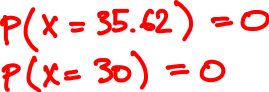 P(X = 35.62) = 0
P(X = 30) = 0